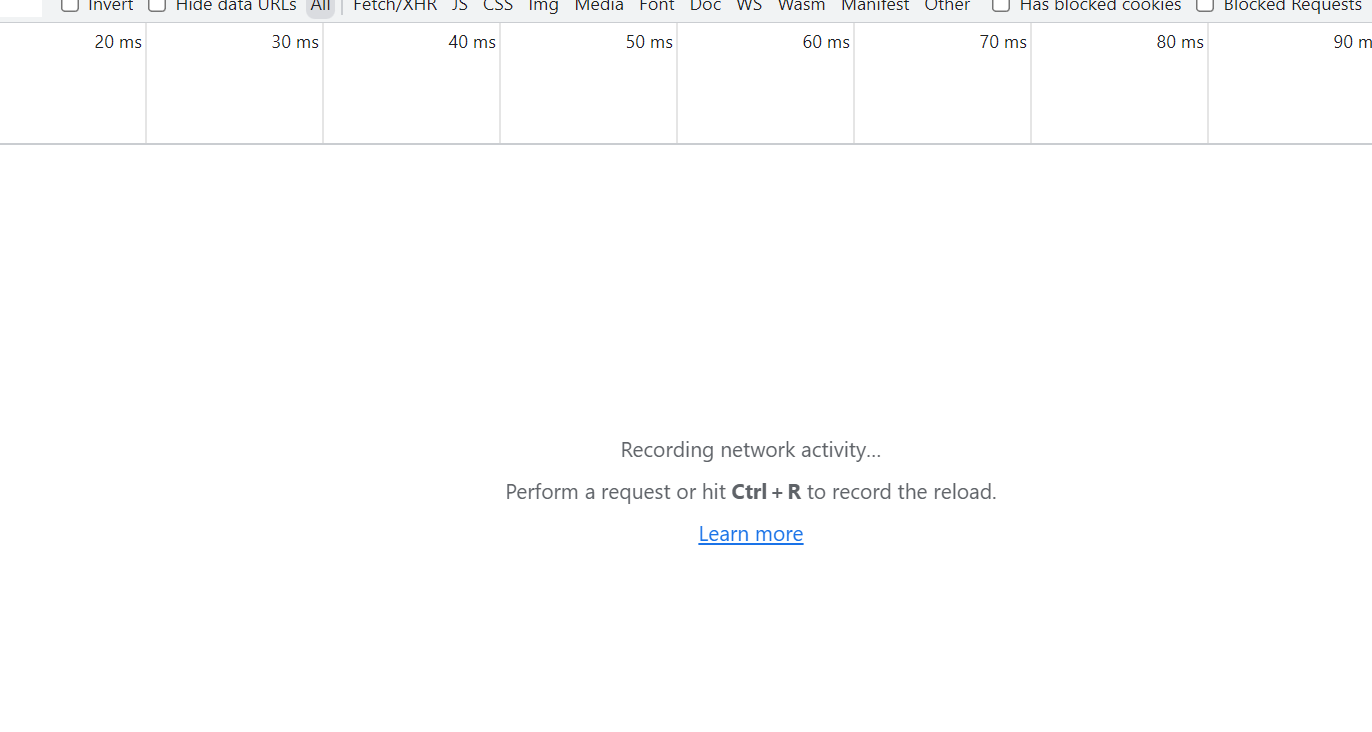 Invert Hide data URLs All Fetch/XHR JS CSS Img Media Font Doc WS Wasm Manifest Other Has blocked cookies Blocked Requests
20 ms 30 ms 40 ms 50 ms 60 ms 70 ms 80 ms 90 m
Recording network activity…
Perform a request or hit Ctrl + R to record the reload.
Learn more